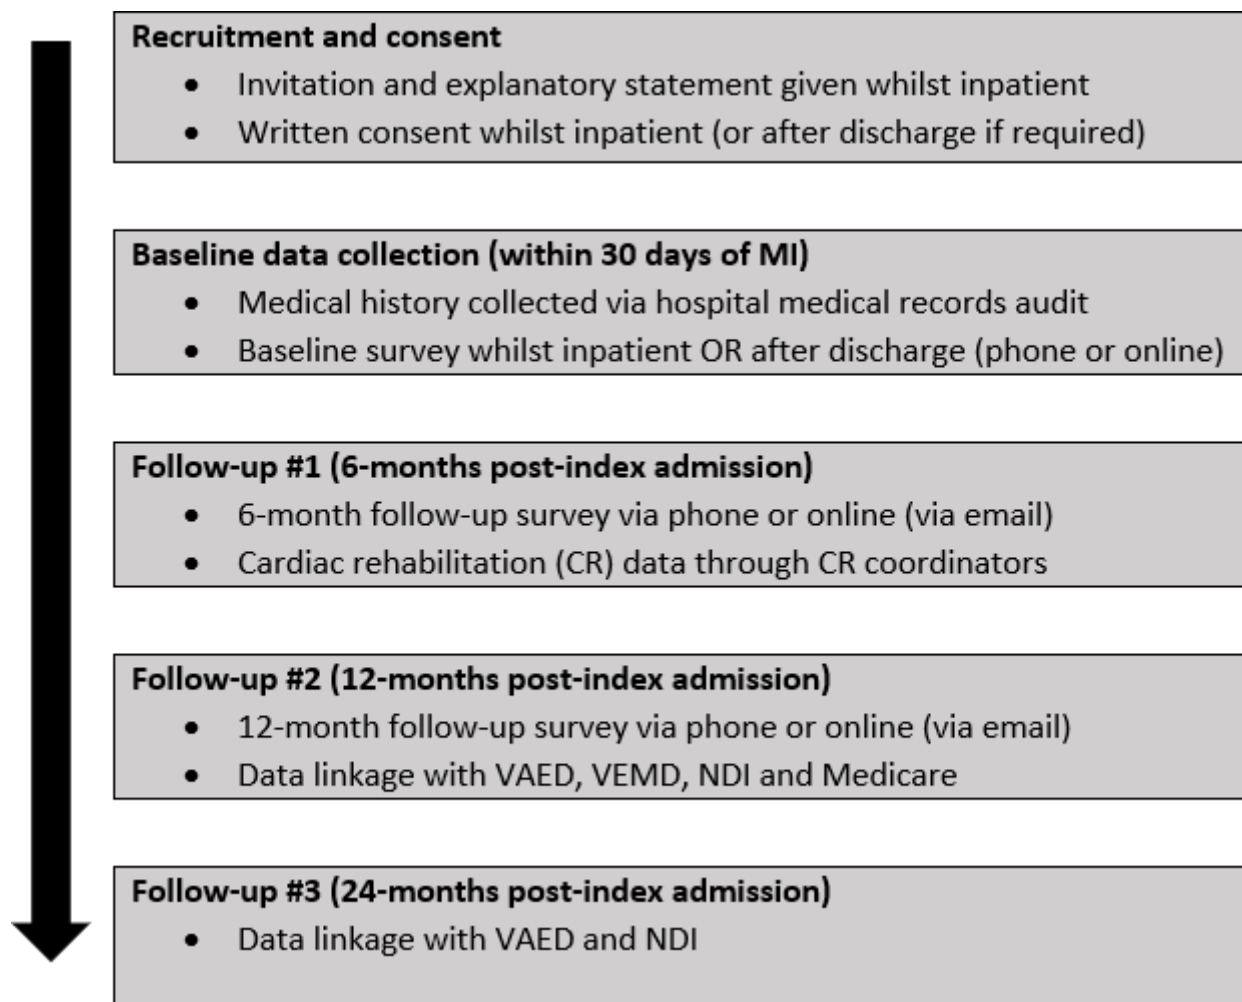 Recruitment and consent
• Invitation and explanatory statement given whilst inpatient
• Written consent whilst inpatient (or after discharge if required)
Baseline data collection (within 30 days of MI)
• Medical history collected via hospital medical records audit
• Baseline survey whilst inpatient OR after discharge (phone or online)
Follow-up #1 (6-months post-index admission)
• 6-month follow-up survey via phone or online (via email)
• Cardiac rehabilitation (CR) data through CR coordinators
Follow-up #2 (12-months post-index admission)
• 12-month follow-up survey via phone or online (via email)
• Data linkage with VAED, VEMD, NDI and Medicare
Follow-up #3 (24-months post-index admission)
• Data linkage with VAED and NDI